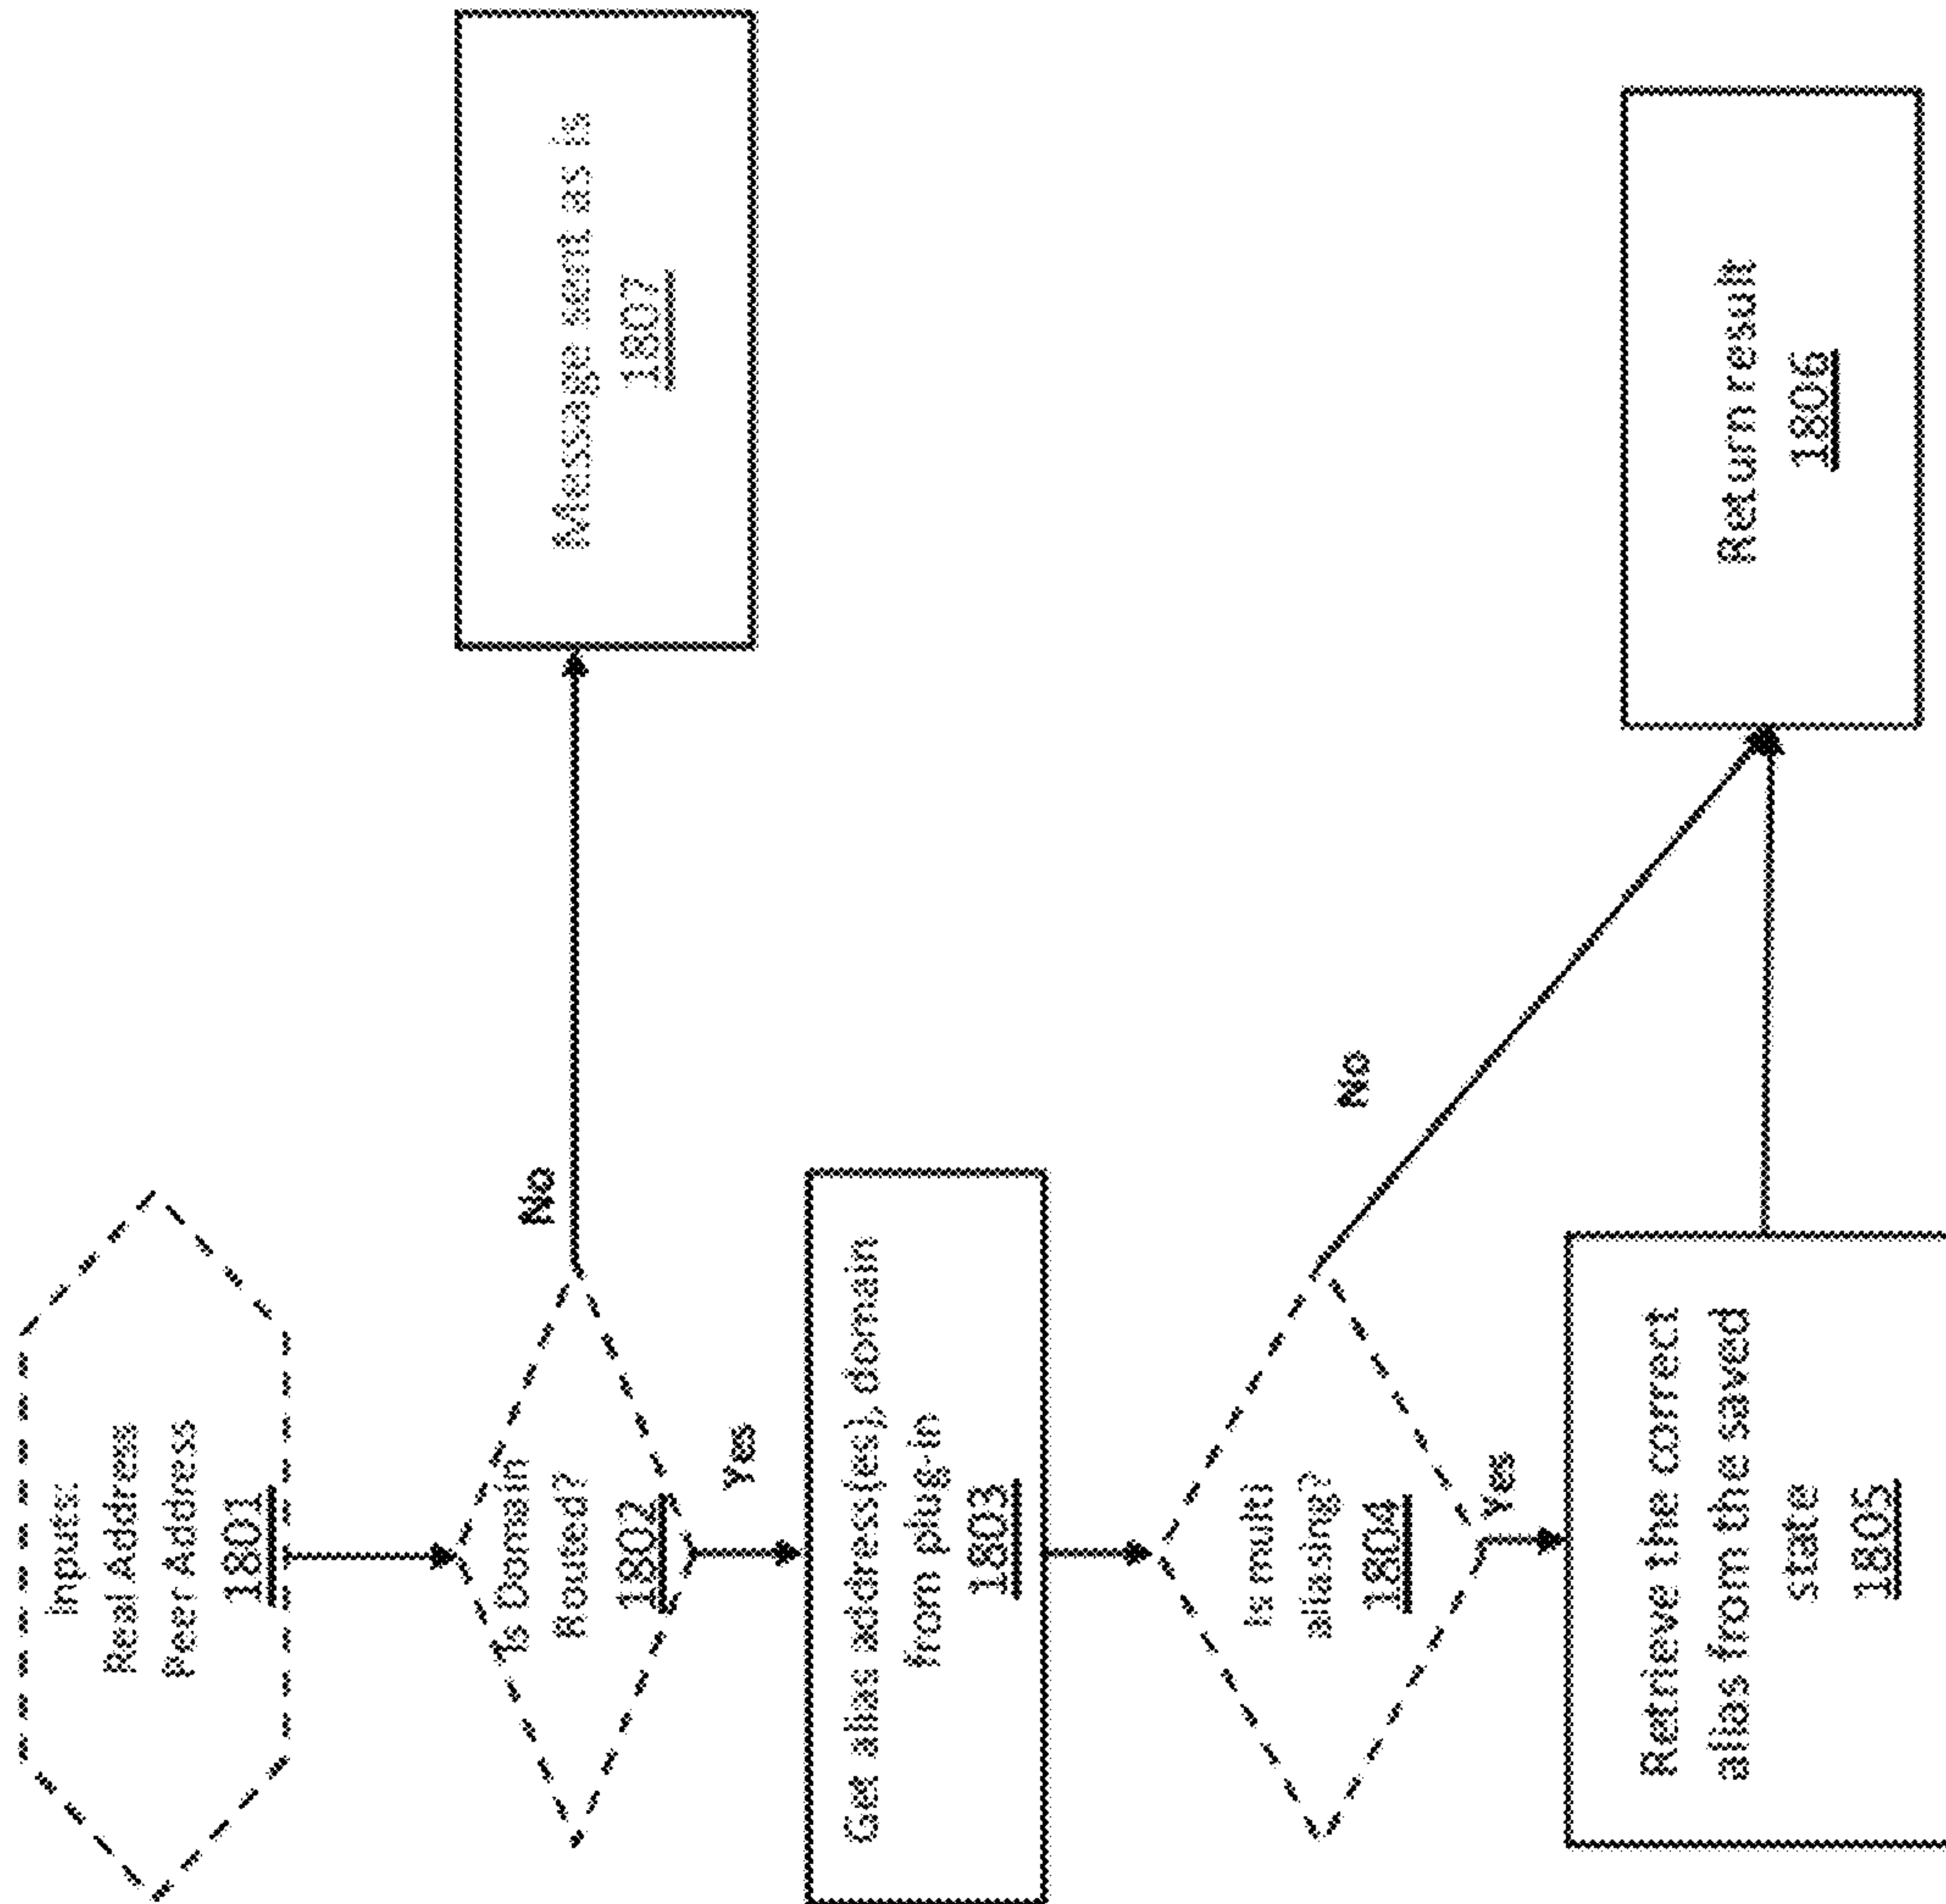 Inputs:
Real Address
Peer Address
1801
Is Domain
Routed?
1802
No
Message sent as is
1807
Yes
Get alias address(es), domain
from plug-in
1803
Is multi
aliasing?
1804
No
Yes
Retrieve the correct
alias from the saved
state
1805
Return result
1806